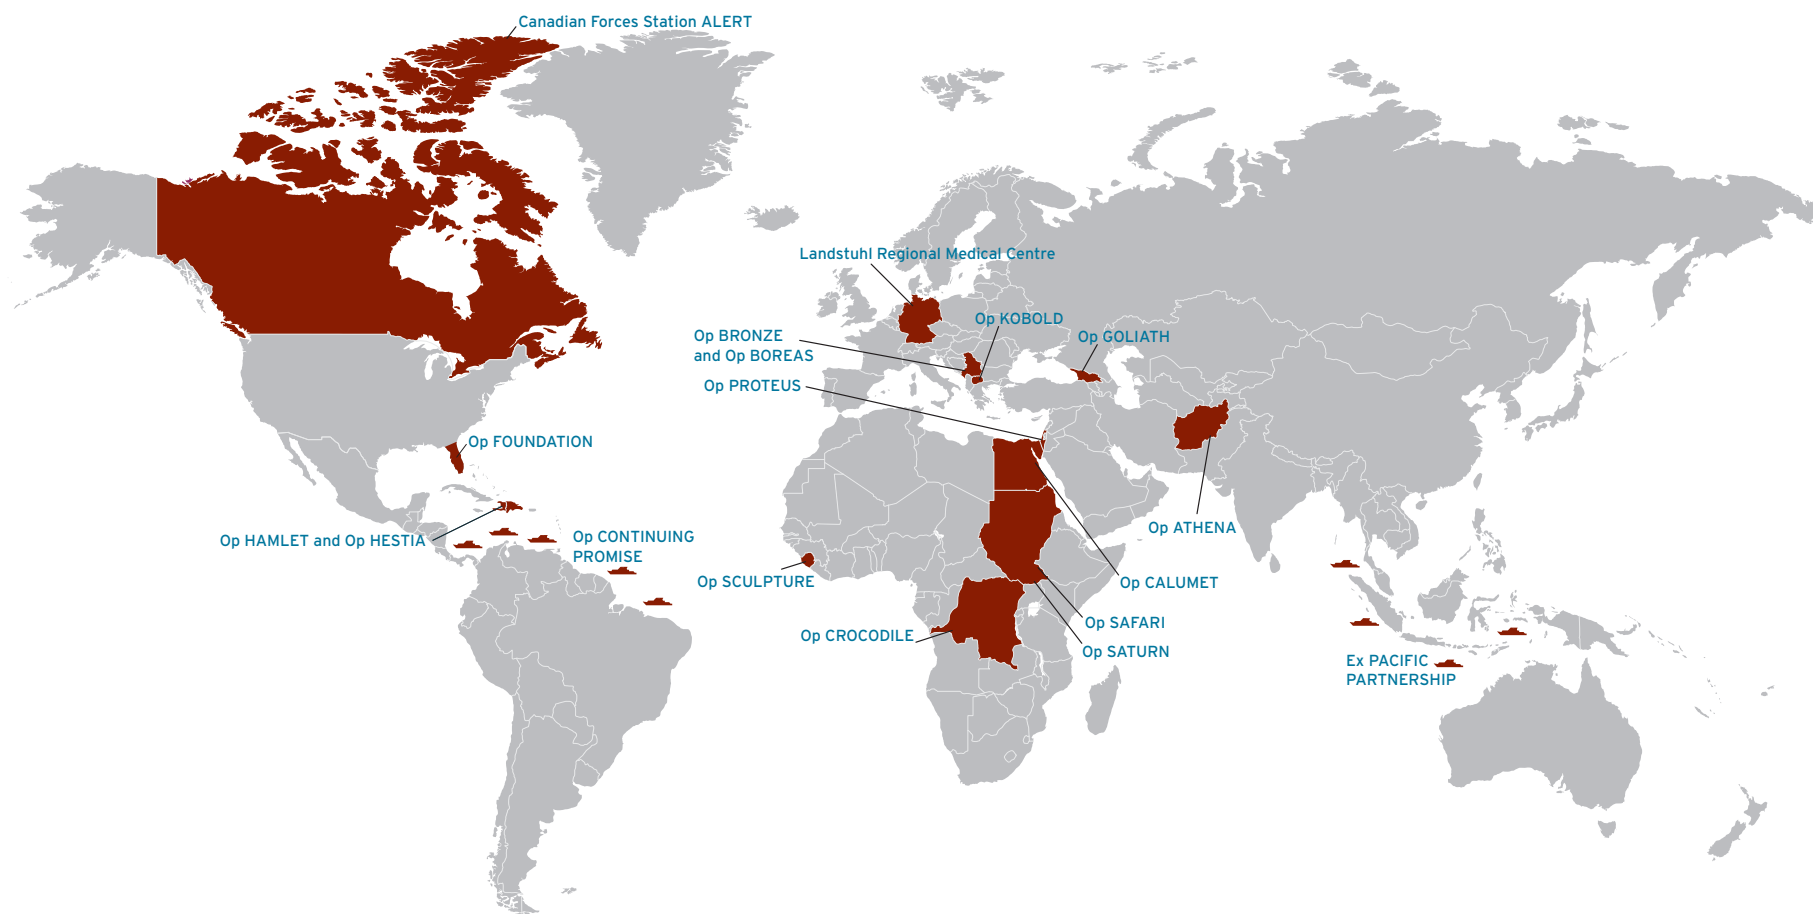 Canadian Forces Station ALERT
Landstuhl Regional Medical Centre
Op KOBOLD
Op BRONZE
and Op BOREAS
Op GOLIATH
Op PROTEUS
Op FOUNDATION
Op ATHENA
Op HAMLET and Op HESTIA
Op CONTINUING
PROMISE
Op SCULPTURE
Op CALUMET
Op SAFARI
Op CROCODILE
Op SATURN
Ex PACIFIC
PARTNERSHIP